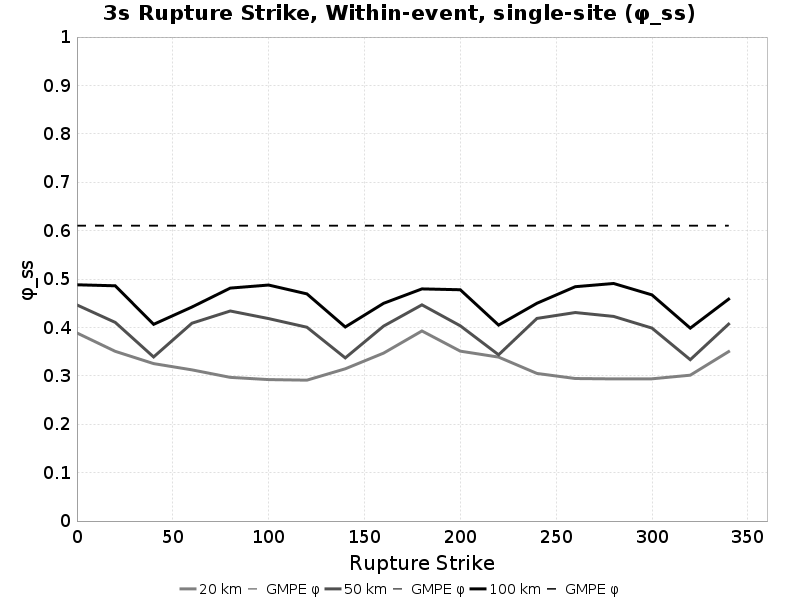 3s Rupture Strike, Within-event, single-site (φ_ss)
1
0.9
0.8
0.7
0.6
0.5
0.4
0.3
0.2
0.1
0
φ_ss
0 50 100 150 200 250 300 350
Rupture Strike
20 km GMPE φ 50 km GMPE φ 100 km GMPE φ